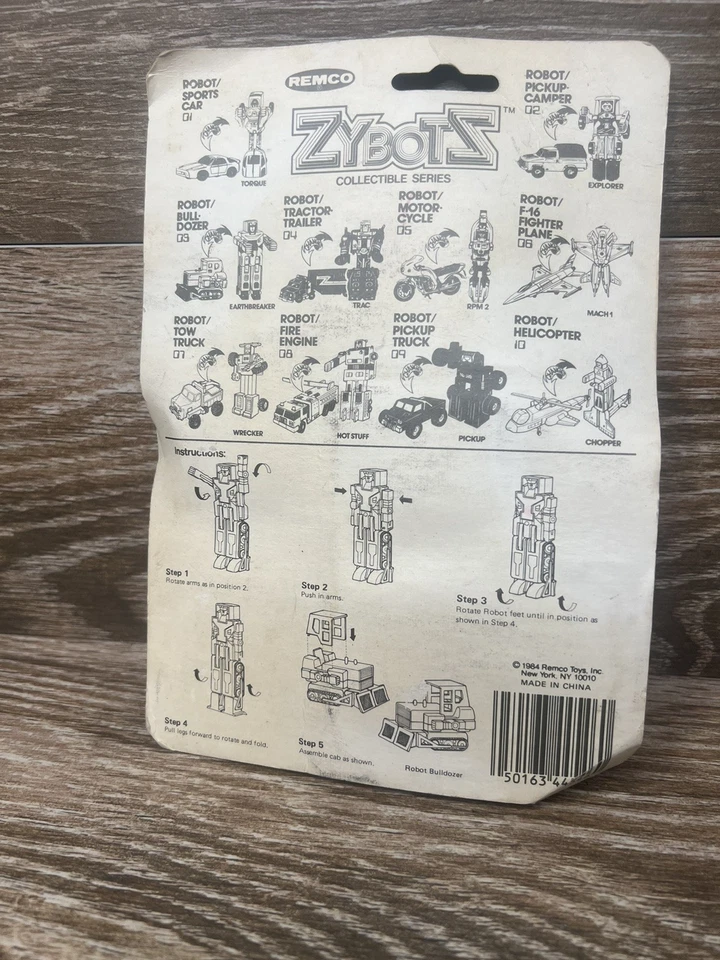 REMCO
ZYBOTS™
COLLECTIBLE SERIES
ROBOT/
SPORTS
CAR
01
TORQUE
ROBOT/
PICKUP-
CAMPER
02
EXPLORER
ROBOT/
BULL-
DOZER
03
EARTHBREAKER
ROBOT/
TRACTOR-
TRAILER
04
TRAC
ROBOT/
MOTOR-
CYCLE
05
RPM 2
ROBOT/
F-16
FIGHTER
PLANE
06
MACH 1
ROBOT/
TOW
TRUCK
07
WRECKER
ROBOT/
FIRE
ENGINE
08
HOT STUFF
ROBOT/
PICKUP
TRUCK
09
PICKUP
ROBOT/
HELICOPTER
10
CHOPPER
Instructions:
Step 1
Rotate arms as in position 2.
Step 2
Push in arms.
Step 3
Rotate Robot feet until in position as
shown in Step 4.
Step 4
Pull legs forward to rotate and fold.
Step 5
Assemble cab as shown.
Robot Bulldozer
© 1984 Remco Toys, Inc.
New York, NY 10010
MADE IN CHINA
50163 44